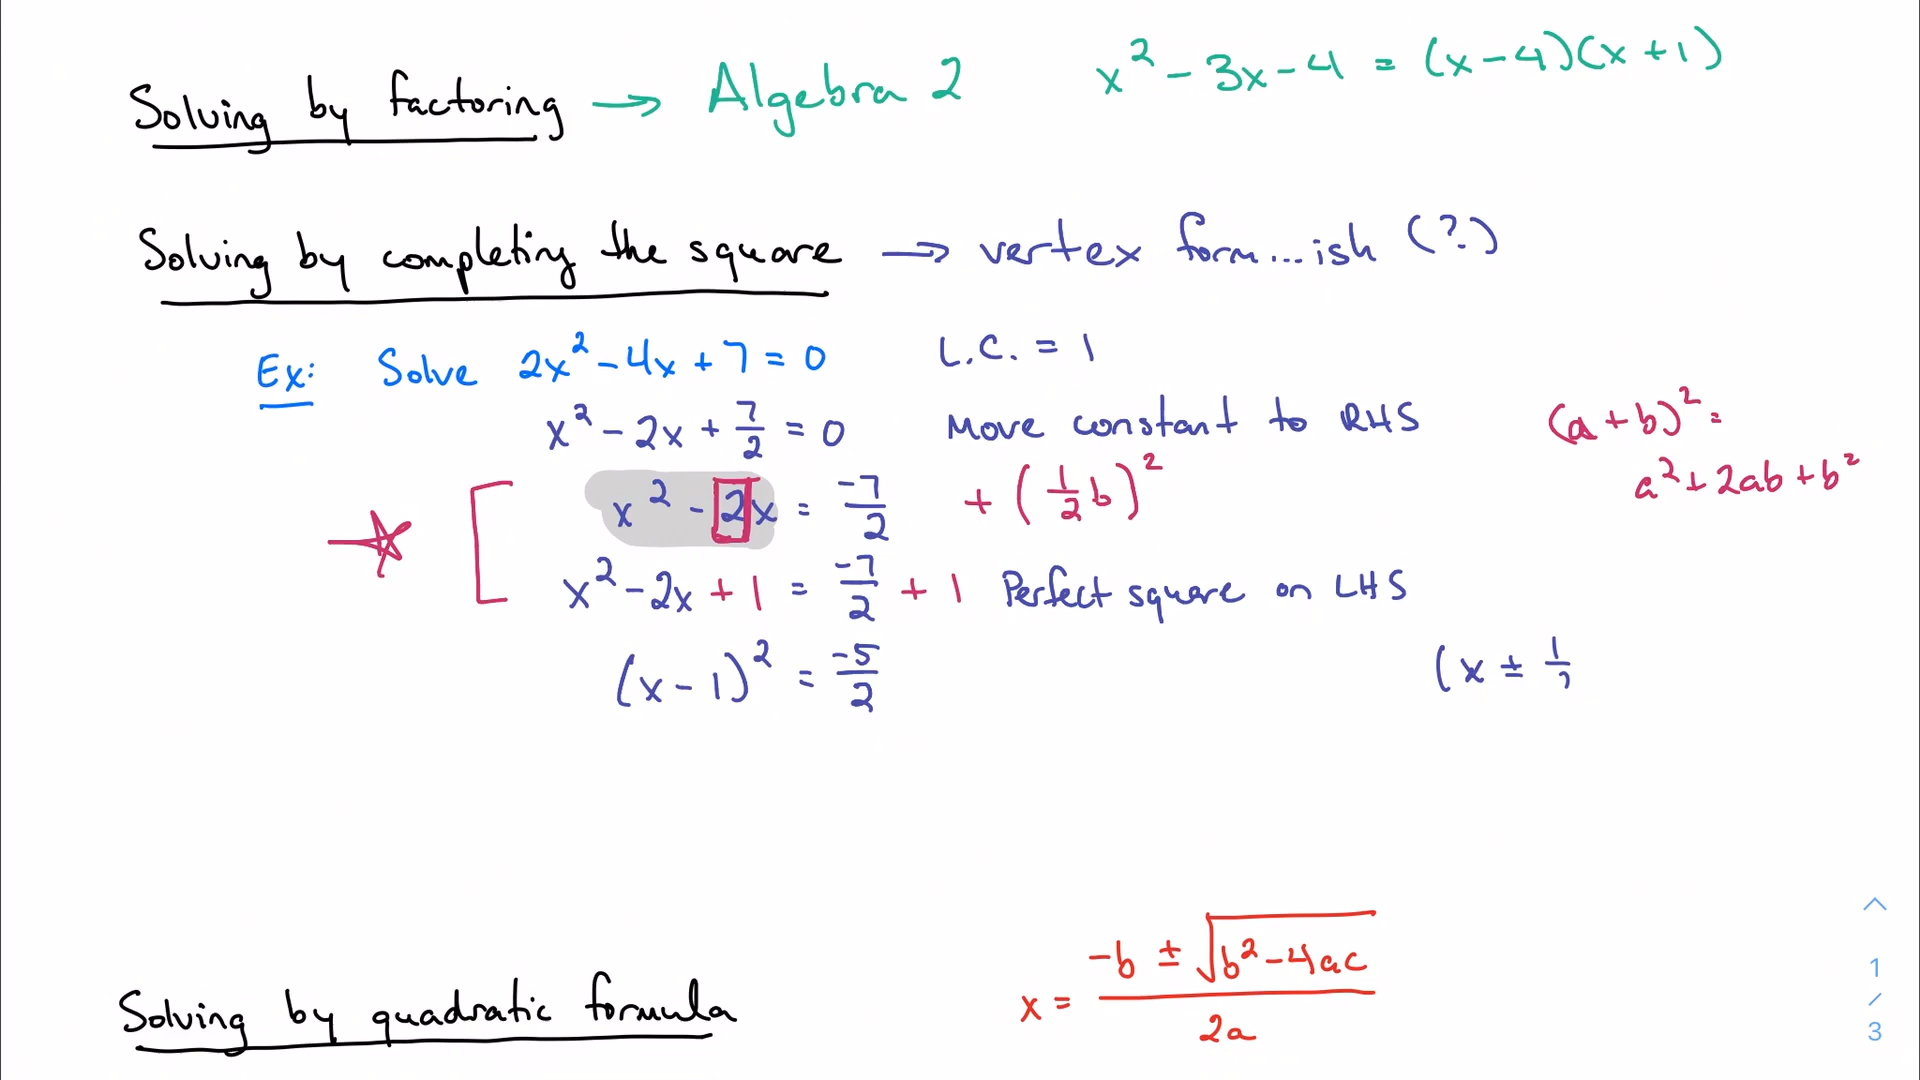 Solving by factoring → Algebra 2 x² - 3x - 4 = (x - 4)(x + 1)
Solving by completing the square → vertex form...ish (?)
Ex: Solve 2x² - 4x + 7 = 0 L.C. = 1
x² - 2x + 7/2 = 0 Move constant to RHS (a + b)² =
a² + 2ab + b²
x² - 2x = -7/2 + (1/2 b)²
x² - 2x + 1 = -7/2 + 1 Perfect square on LHS
(x - 1)² = -5/2 (x ± 1/
Solving by quadratic formula x = (-b ± √(b² - 4ac)) / 2a
1
/
3